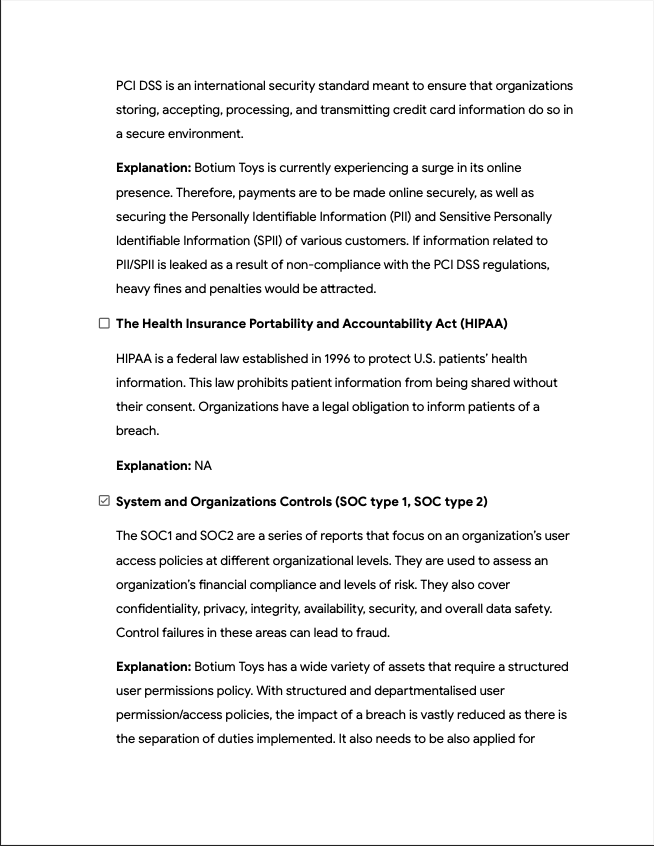 PCI DSS is an international security standard meant to ensure that organizations
storing, accepting, processing, and transmitting credit card information do so in
a secure environment.
Explanation: Botium Toys is currently experiencing a surge in its online
presence. Therefore, payments are to be made online securely, as well as
securing the Personally Identifiable Information (PII) and Sensitive Personally
Identifiable Information (SPII) of various customers. If information related to
PII/SPII is leaked as a result of non-compliance with the PCI DSS regulations,
heavy fines and penalties would be attracted.
The Health Insurance Portability and Accountability Act (HIPAA)
HIPAA is a federal law established in 1996 to protect U.S. patients' health
information. This law prohibits patient information from being shared without
their consent. Organizations have a legal obligation to inform patients of a
breach.
Explanation: NA
System and Organizations Controls (SOC type 1, SOC type 2)
The SOC1 and SOC2 are a series of reports that focus on an organization's user
access policies at different organizational levels. They are used to assess an
organization's financial compliance and levels of risk. They also cover
confidentiality, privacy, integrity, availability, security, and overall data safety.
Control failures in these areas can lead to fraud.
Explanation: Botium Toys has a wide variety of assets that require a structured
user permissions policy. With structured and departmentalised user
permission/access policies, the impact of a breach is vastly reduced as there is
the separation of duties implemented. It also needs to be also applied for